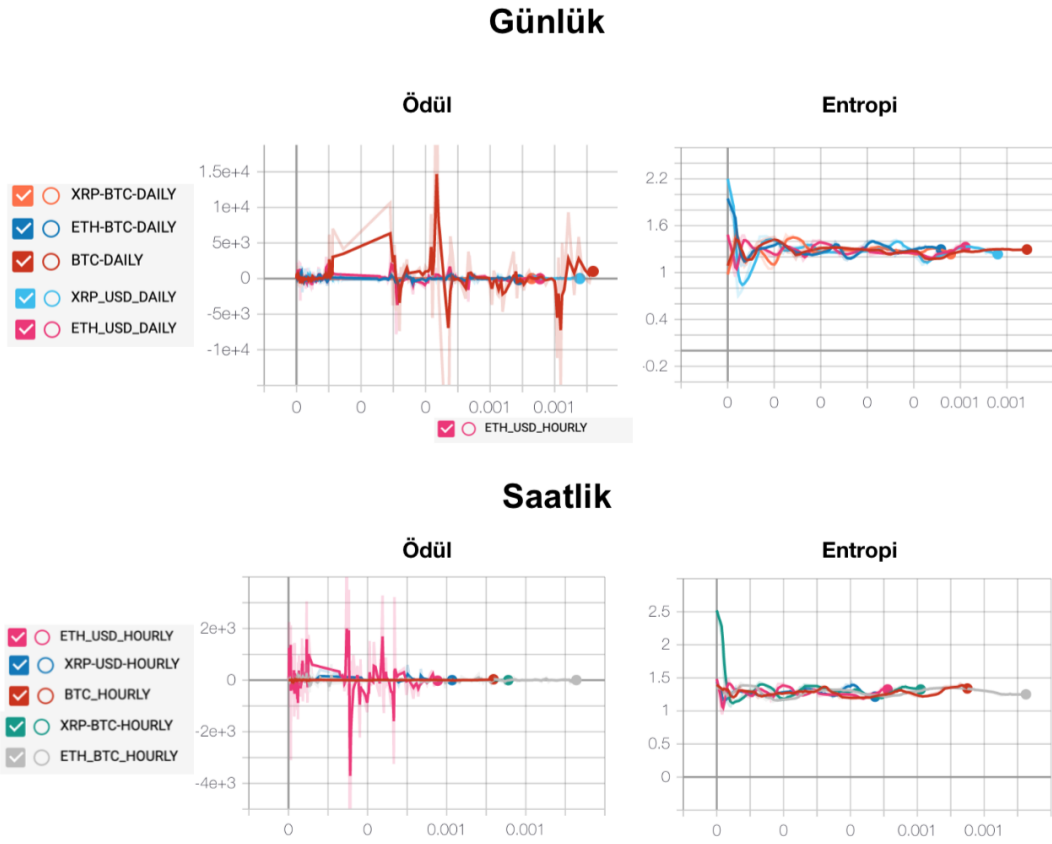 Günlük
Ödül
Entropi
XRP-BTC-DAILY
ETH-BTC-DAILY
BTC-DAILY
XRP_USD_DAILY
ETH_USD_DAILY
1.5e+4
1e+4
5e+3
0
-5e+3
-1e+4
0 0 0 0.001 0.001
2.2
1.6
1
0.4
-0.2
0 0 0 0 0 0.001 0.001
ETH_USD_HOURLY
Saatlik
Ödül
Entropi
ETH_USD_HOURLY
XRP-USD-HOURLY
BTC_HOURLY
XRP-BTC-HOURLY
ETH_BTC_HOURLY
2e+3
0
-2e+3
-4e+3
0 0 0.001 0.001
2.5
2
1.5
1
0.5
0
0 0 0 0.001 0.001